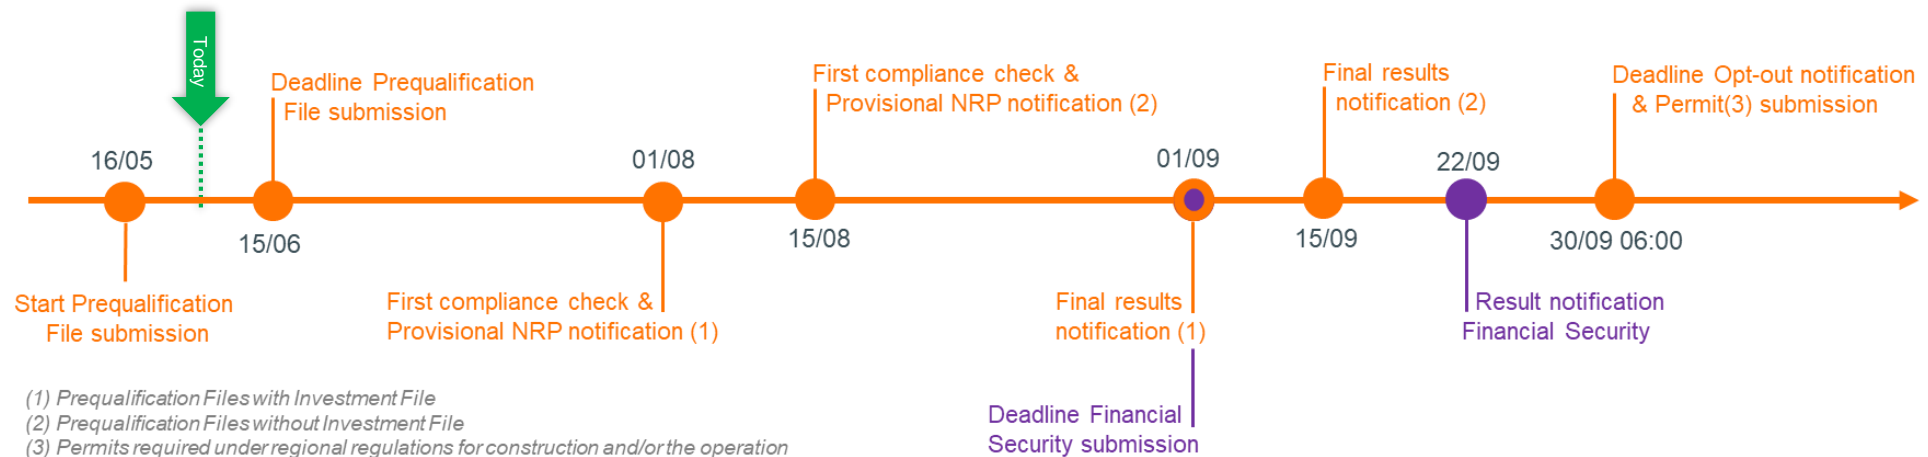 Today
Deadline Prequalification
File submission
First compliance check &
Provisional NRP notification (2)
Final results
notification (2)
Deadline Opt-out notification
& Permit(3) submission
16/05
01/08
01/09
22/09
15/06
15/08
15/09
30/09 06:00
Start Prequalification
File submission
First compliance check &
Provisional NRP notification (1)
Final results
notification (1)
Result notification
Financial Security
Deadline Financial
Security submission
(1) Prequalification Files with Investment File
(2) Prequalification Files without Investment File
(3) Permits required under regional regulations for construction and/or the operation